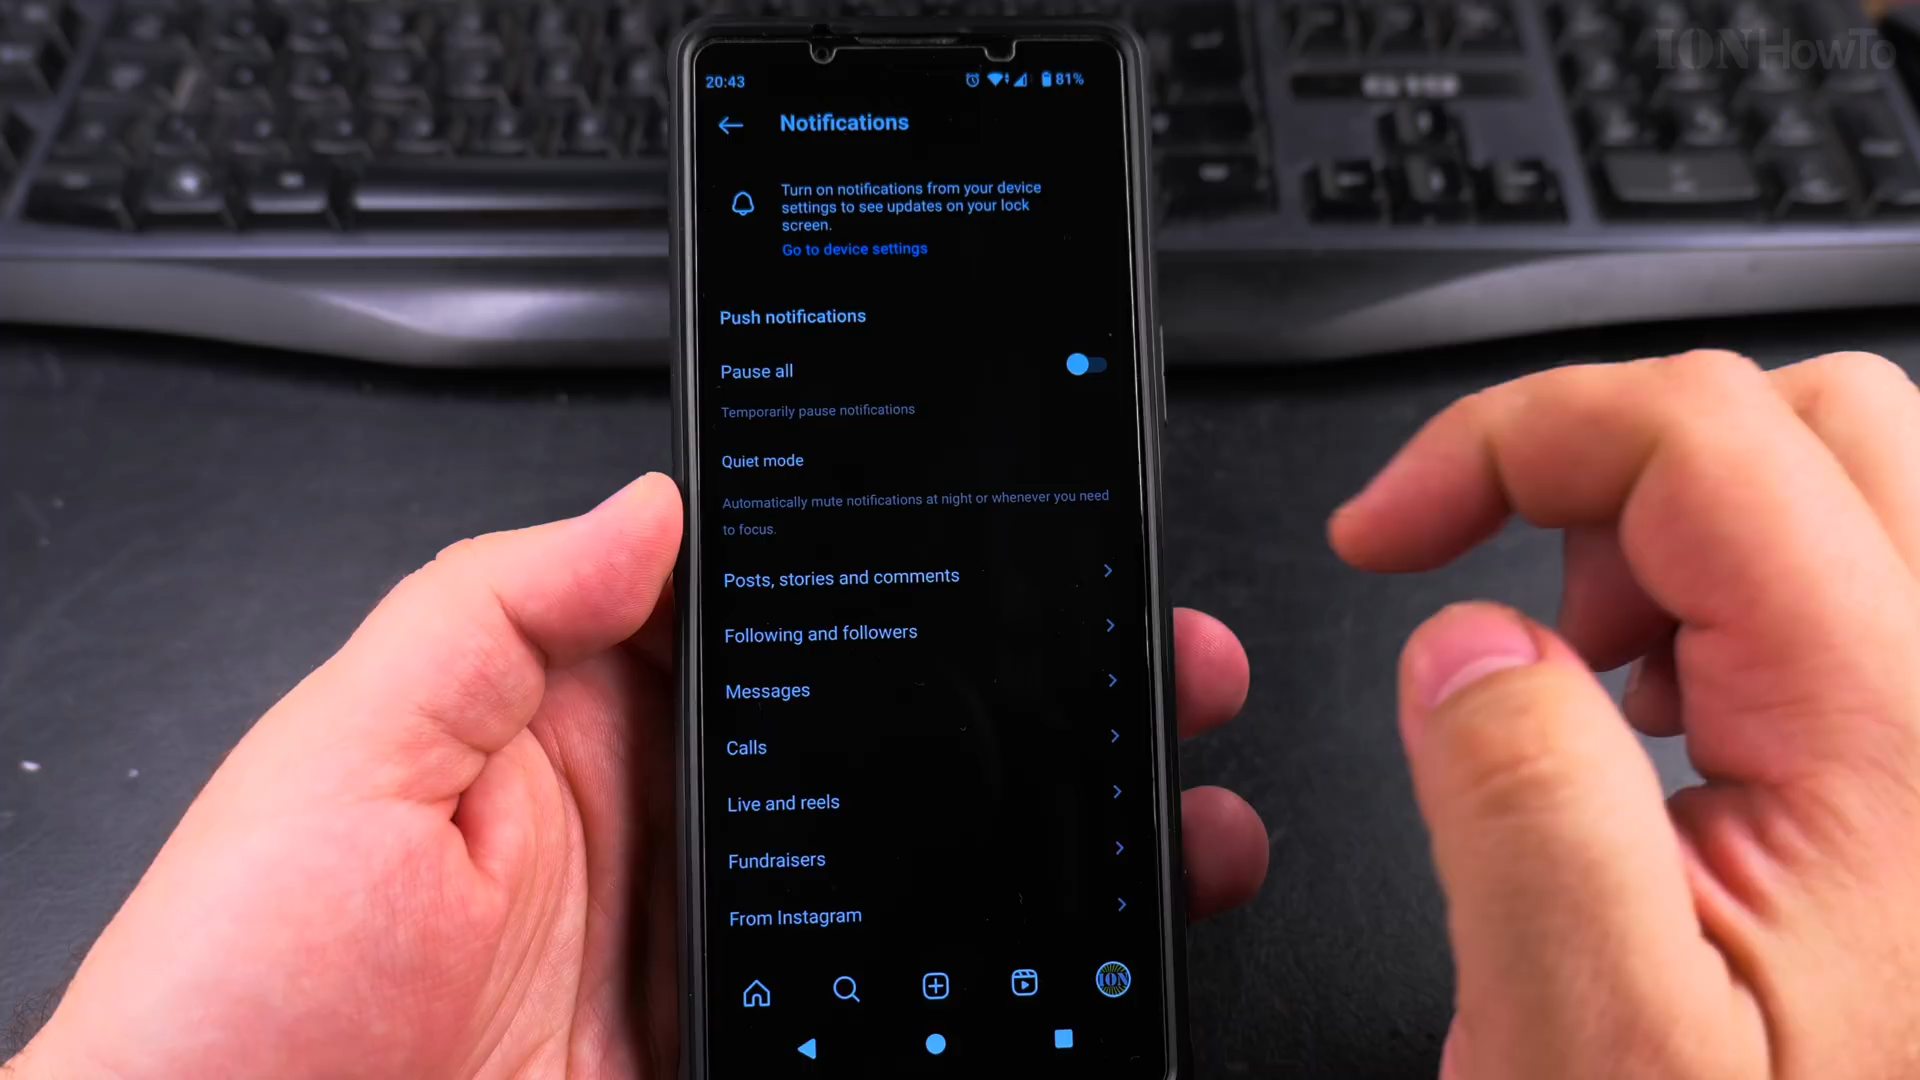 IONHowTo
20:43
81%
Notifications
Turn on notifications from your device
settings to see updates on your lock
screen.
Go to device settings
Push notifications
Pause all
Temporarily pause notifications
Quiet mode
Automatically mute notifications at night or whenever you need
to focus.
Posts, stories and comments
Following and followers
Messages
Calls
Live and reels
Fundraisers
From Instagram
ION